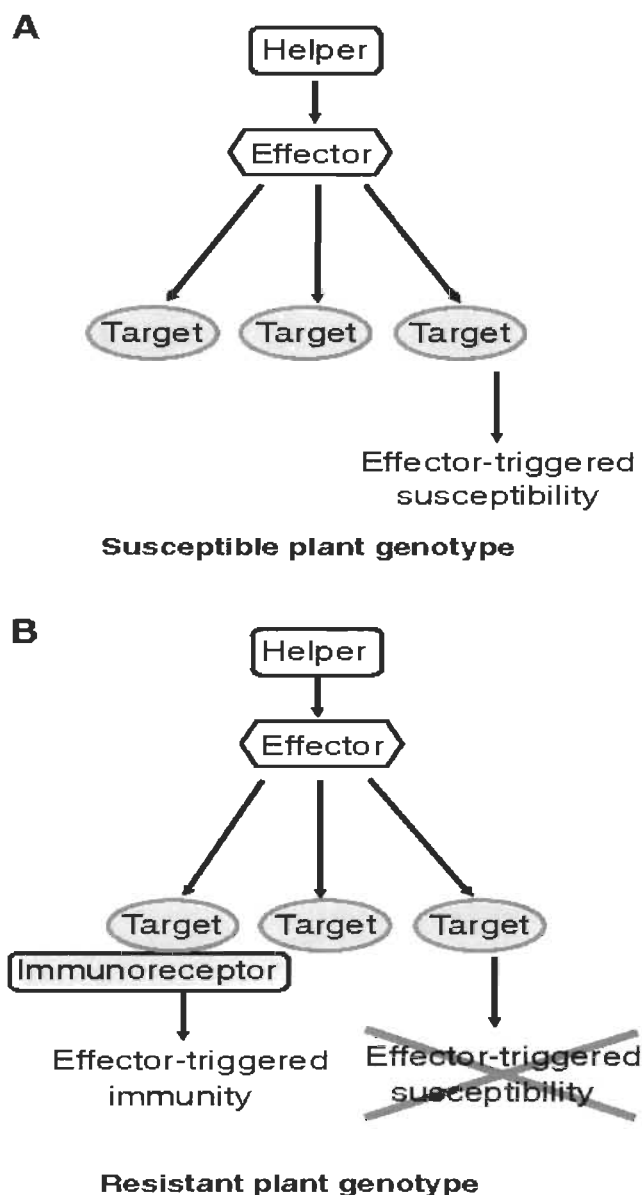 A
Helper
Effector
Target Target Target
Effector-triggered
susceptibility
Susceptible plant genotype
B
Helper
Effector
Target Target Target
Immunoreceptor
Effector-triggered
immunity
Effector-triggered
susceptibility
Resistant plant genotype